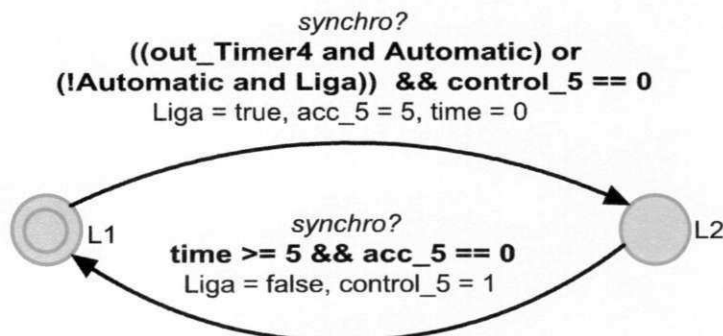 synchro?
((out_Timer4 and Automatic) or
(!Automatic and Liga)) && control_5 == 0
Liga = true, acc_5 = 5, time = 0
L1
synchro?
time >= 5 && acc_5 == 0
Liga = false, control_5 = 1
L2